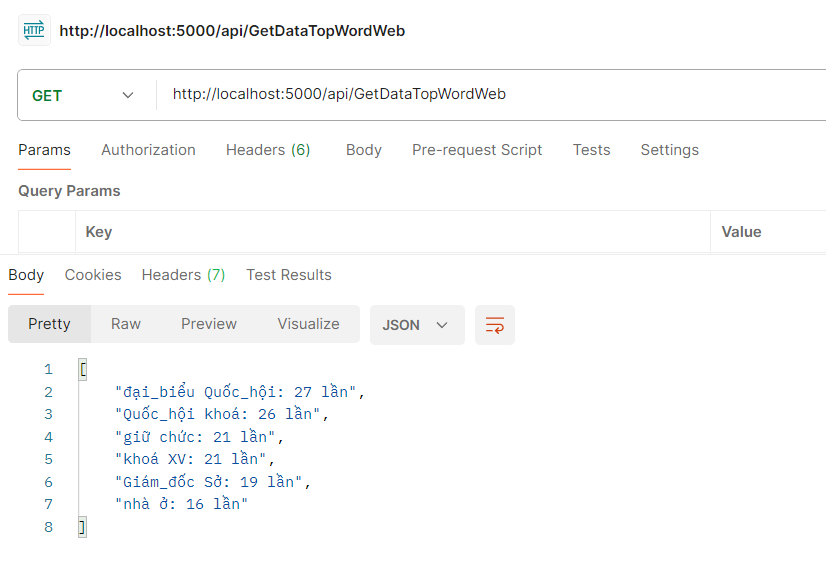 HTTP http://localhost:5000/api/GetDataTopWordWeb
GET http://localhost:5000/api/GetDataTopWordWeb
Params Authorization Headers (6) Body Pre-request Script Tests Settings
Query Params
Key Value
Body Cookies Headers (7) Test Results
Pretty Raw Preview Visualize JSON
1 [
2 "đại_biểu Quốc_hội: 27 lần",
3 "Quốc_hội khoá: 26 lần",
4 "giữ chức: 21 lần",
5 "khoá XV: 21 lần",
6 "Giám_đốc Sở: 19 lần",
7 "nhà ở: 16 lần"
8 ]